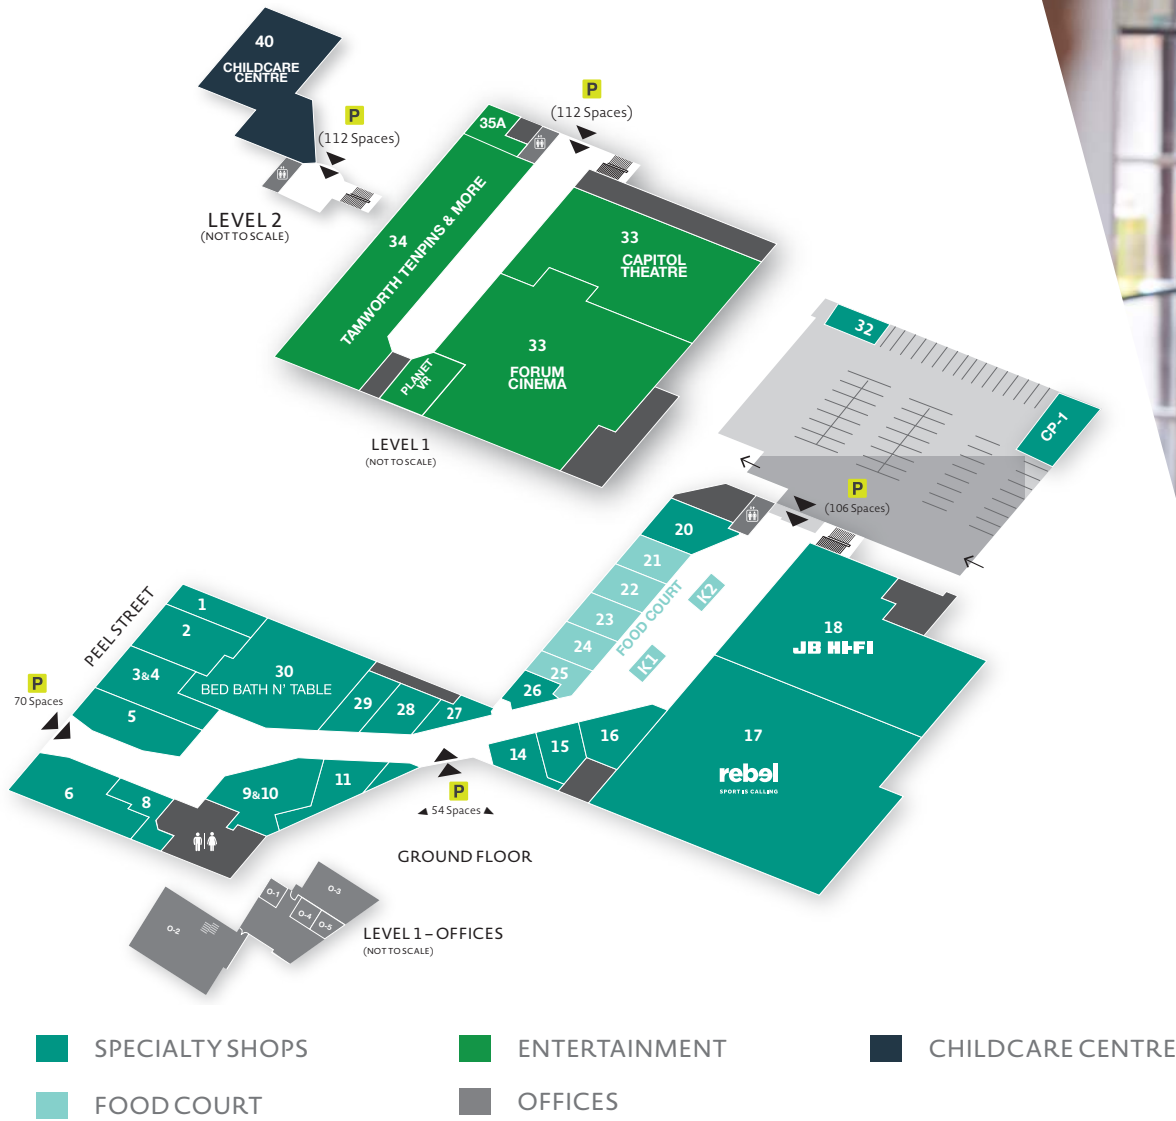 40
CHILDCARE
CENTRE
P
(112 Spaces)
LEVEL 2
(NOT TO SCALE)
P
(112 Spaces)
35A
34
TAMWORTH TENPINS & MORE
33
CAPITOL
THEATRE
33
FORUM
CINEMA
PLANET
VR
LEVEL 1
(NOT TO SCALE)
32
CP-1
P
(106 Spaces)
20
21
22
23
24
25
26
FOOD COURT
K2
K1
18
JB HI-FI
17
rebel
SPORT IS CALLING
16
15
14
PEEL STREET
P
70 Spaces
1
2
3&4
5
30
BED BATH N' TABLE
29
28
27
6
8
9&10
11
P
54 Spaces
GROUND FLOOR
O-1
O-2
O-3
O-4
O-5
LEVEL 1 – OFFICES
(NOT TO SCALE)
SPECIALTY SHOPS
ENTERTAINMENT
CHILDCARE CENTRE
FOOD COURT
OFFICES